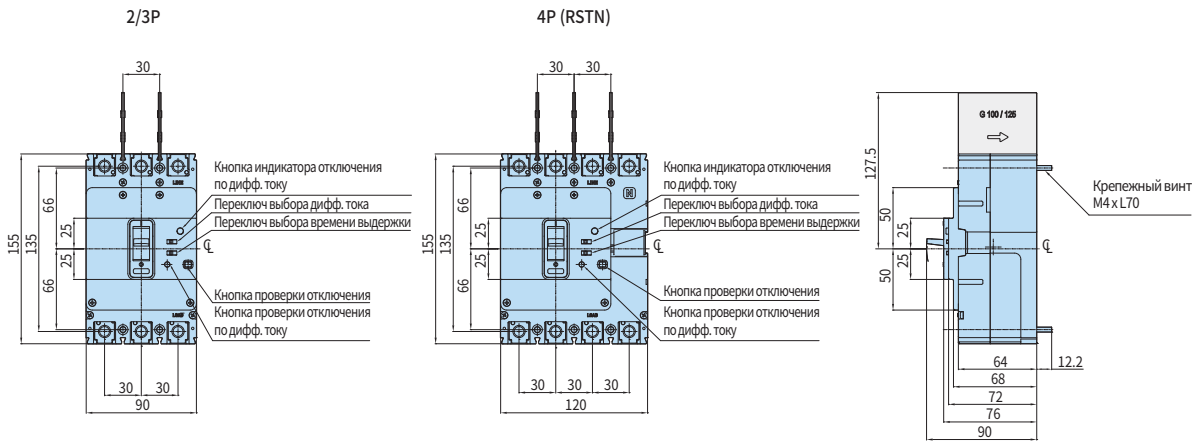 2/3P
30
LINE
Кнопка индикатора отключения
по дифф. току
Переключ выбора дифф. тока
Переключ выбора времени выдержки
155
135
66
66
25
25
℄
Кнопка проверки отключения
Кнопка проверки отключения
по дифф. току
LOAD
30
30
90
4P (RSTN)
30
30
LINE
N
Кнопка индикатора отключения
по дифф. току
Переключ выбора дифф. тока
Переключ выбора времени выдержки
155
135
66
66
25
25
℄
Кнопка проверки отключения
Кнопка проверки отключения
по дифф. току
LOAD
30
30
30
120
G 100 / 125
127.5
50
25
25
50
℄
Крепежный винт
M4 x L70
64
12.2
68
72
76
90